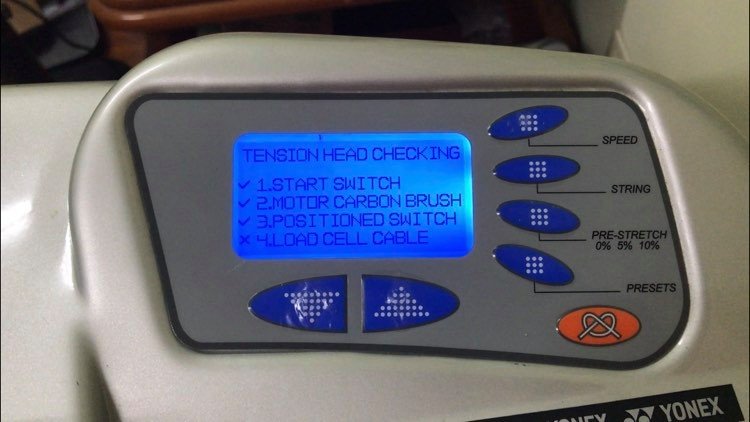 TENSION HEAD CHECKING
✓ 1.START SWITCH
✓ 2.MOTOR CARBON BRUSH
✓ 3.POSITIONED SWITCH
✗ 4.LOAD CELL CABLE
SPEED
STRING
PRE-STRETCH
0% 5% 10%
PRESETS
YONEX YONEX